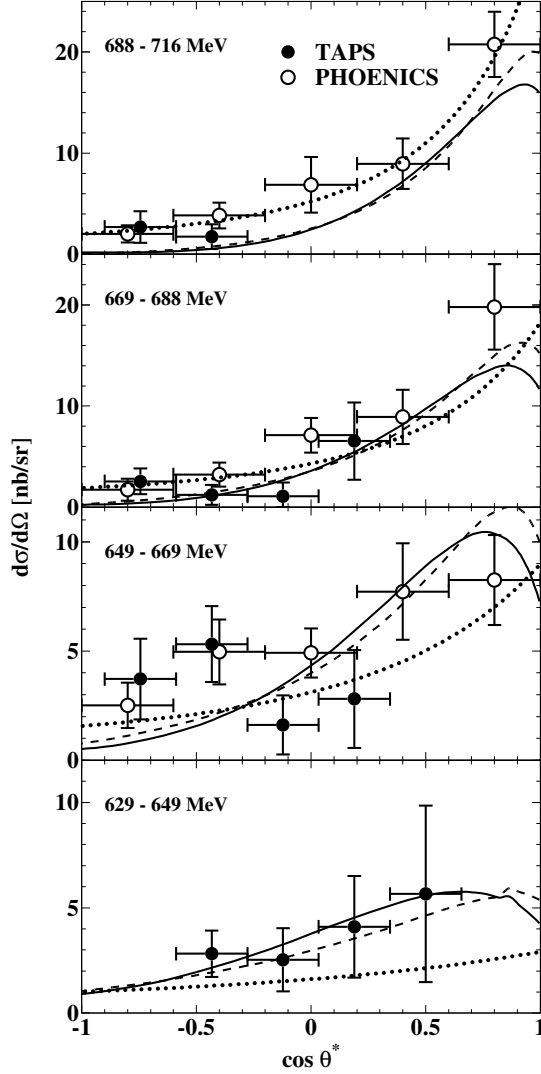 688 - 716 MeV
TAPS
PHOENICS
20
10
0
669 - 688 MeV
20
10
0
dσ/dΩ [nb/sr]
649 - 669 MeV
10
5
0
629 - 649 MeV
10
5
0
-1 -0.5 0 0.5 1
cos θ*